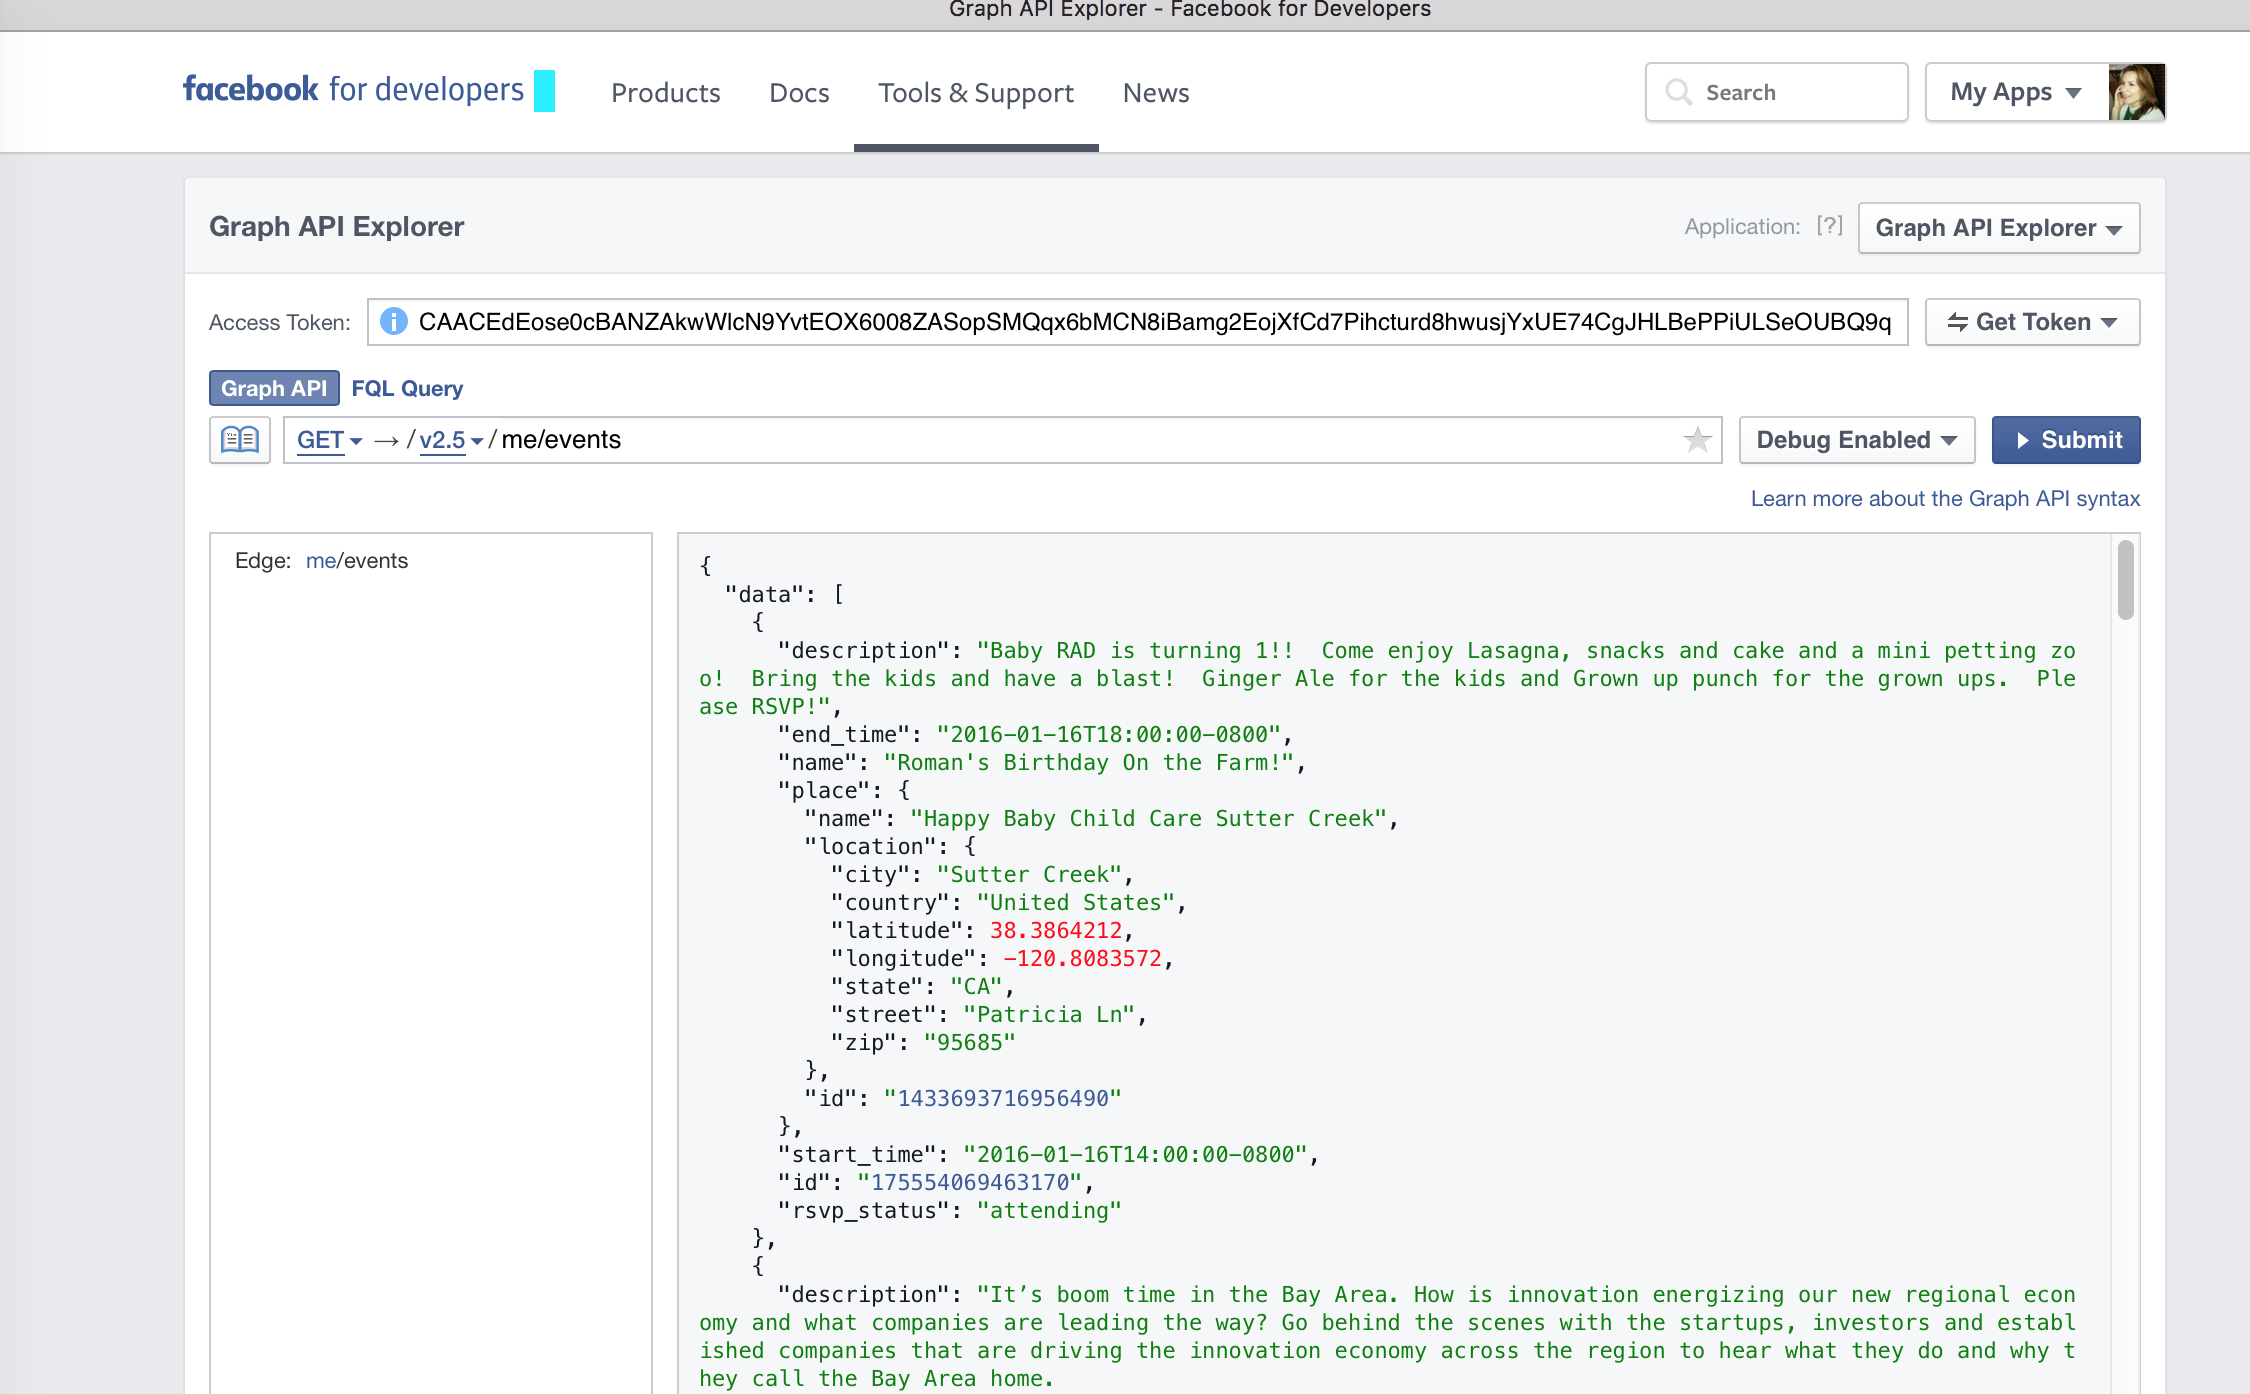 Graph API Explorer - Facebook for Developers
facebook for developers
Products
Docs
Tools & Support
News
Search
My Apps
Graph API Explorer
Application: [?]
Graph API Explorer
Access Token:
CAACEdEose0cBANZAkwWlcN9YvtEOX6008ZASopSMQqx6bMCN8iBamg2EojXfCd7Pihcturd8hwusjYxUE74CgJHLBePPiULSeOUBQ9q
Get Token
Graph API
FQL Query
GET → / v2.5 / me/events
Debug Enabled
Submit
Learn more about the Graph API syntax
Edge: me/events
{
"data": [
{
"description": "Baby RAD is turning 1!!  Come enjoy Lasagna, snacks and cake and a mini petting zo
o!  Bring the kids and have a blast!  Ginger Ale for the kids and Grown up punch for the grown ups.  Ple
ase RSVP!",
"end_time": "2016-01-16T18:00:00-0800",
"name": "Roman's Birthday On the Farm!",
"place": {
"name": "Happy Baby Child Care Sutter Creek",
"location": {
"city": "Sutter Creek",
"country": "United States",
"latitude": 38.3864212,
"longitude": -120.8083572,
"state": "CA",
"street": "Patricia Ln",
"zip": "95685"
},
"id": "1433693716956490"
},
"start_time": "2016-01-16T14:00:00-0800",
"id": "175554069463170",
"rsvp_status": "attending"
},
{
"description": "It’s boom time in the Bay Area. How is innovation energizing our new regional econ
omy and what companies are leading the way? Go behind the scenes with the startups, investors and establ
ished companies that are driving the innovation economy across the region to hear what they do and why t
hey call the Bay Area home.